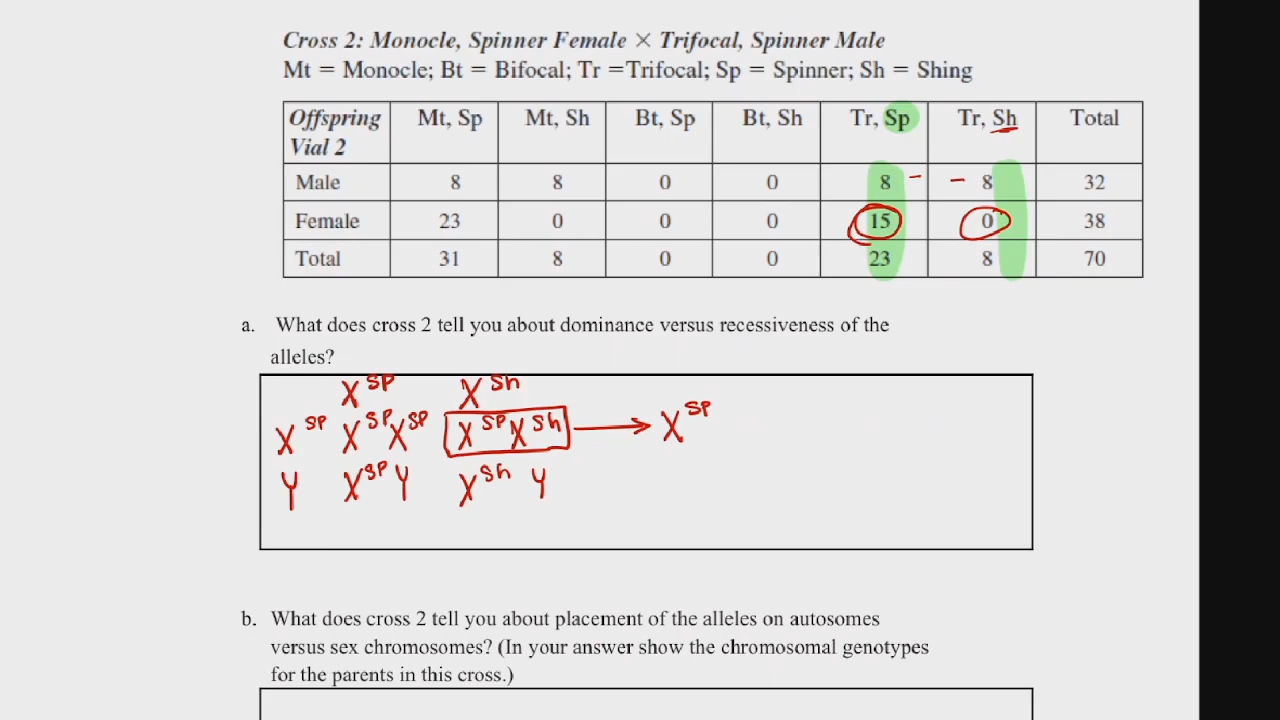 Cross 2: Monocle, Spinner Female × Trifocal, Spinner Male
Mt = Monocle; Bt = Bifocal; Tr =Trifocal; Sp = Spinner; Sh = Shing
Offspring Vial 2 Mt, Sp Mt, Sh Bt, Sp Bt, Sh Tr, Sp Tr, Sh Total
Male 8 8 0 0 8 8 32
Female 23 0 0 0 15 0 38
Total 31 8 0 0 23 8 70
a. What does cross 2 tell you about dominance versus recessiveness of the
alleles?
X^SP X^Sh
X^SP X^SP X^SP X^SP X^Sh → X^SP
Y X^SP Y X^Sh Y
b. What does cross 2 tell you about placement of the alleles on autosomes
versus sex chromosomes? (In your answer show the chromosomal genotypes
for the parents in this cross.)